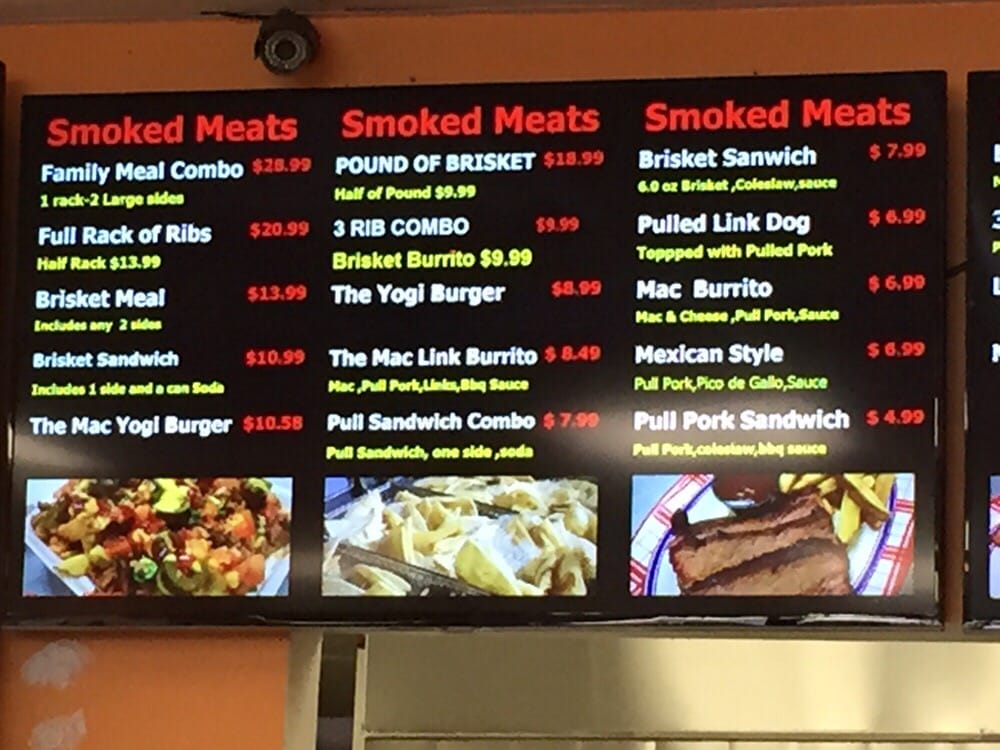 Smoked Meats
Family Meal Combo $28.99
1 rack-2 Large sides
Full Rack of Ribs $20.99
Half Rack $13.99
Brisket Meal $13.99
Includes any 2 sides
Brisket Sandwich $10.99
Includes 1 side and a can Soda
The Mac Yogi Burger $10.58
Smoked Meats
POUND OF BRISKET $18.99
Half of Pound $9.99
3 RIB COMBO $9.99
Brisket Burrito $9.99
The Yogi Burger $8.99
The Mac Link Burrito $ 8.49
Mac ,Pull Pork,Links,Bbq Sauce
Pull Sandwich Combo $ 7.99
Pull Sandwich, one side ,soda
Smoked Meats
Brisket Sanwich $ 7.99
6.0 oz Brisket ,Coleslaw,sauce
Pulled Link Dog $ 6.99
Toppped with Pulled Pork
Mac Burrito $ 6.99
Mac & Cheese ,Pull Pork,Sauce
Mexican Style $ 6.99
Pull Pork,Pico de Gallo,Sauce
Pull Pork Sandwich $ 4.99
Pull Pork,coleslaw,bbq sauce